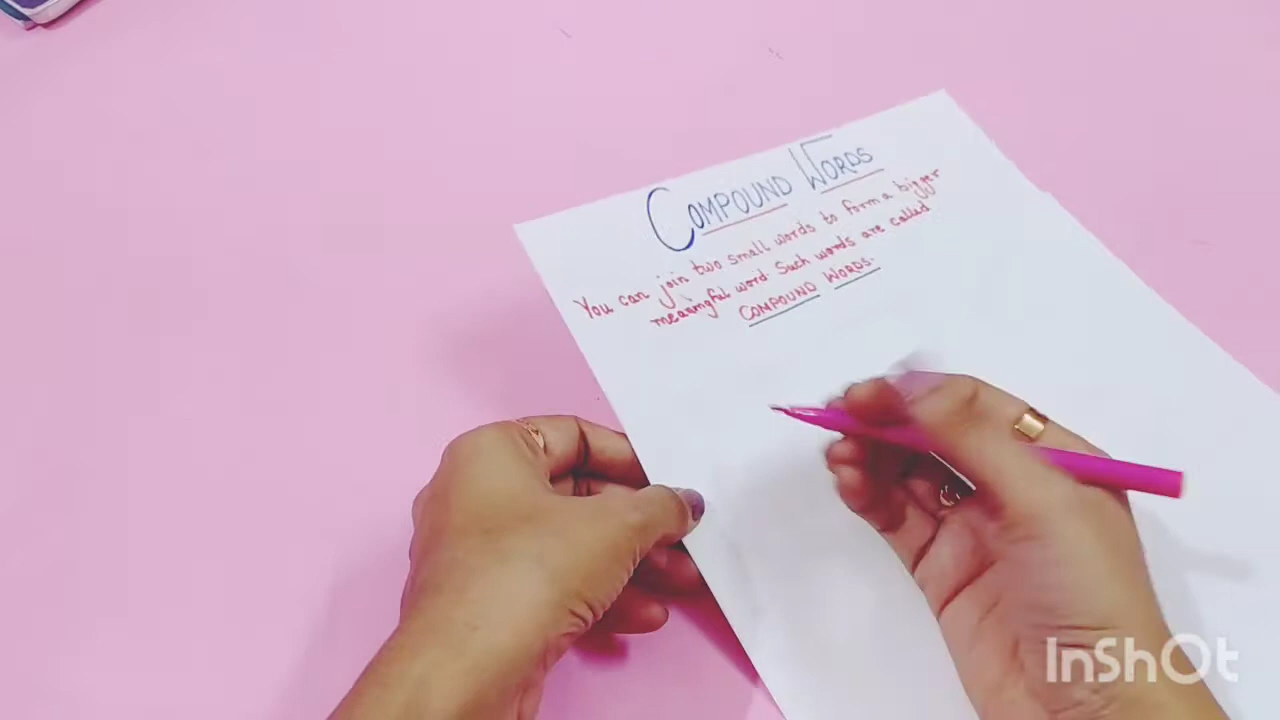 COMPOUND WORDS
You can join two small words to form a bigger
meaningful word. Such words are called
COMPOUND WORDS.
InShOt